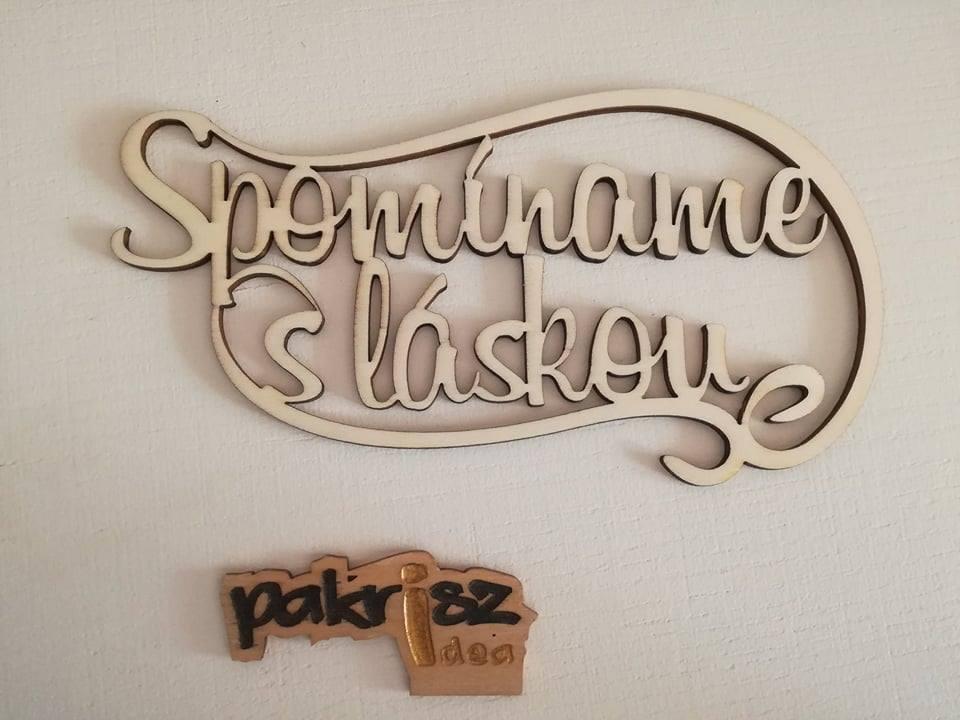 Spomíname
s láskou
pakrisz
idea